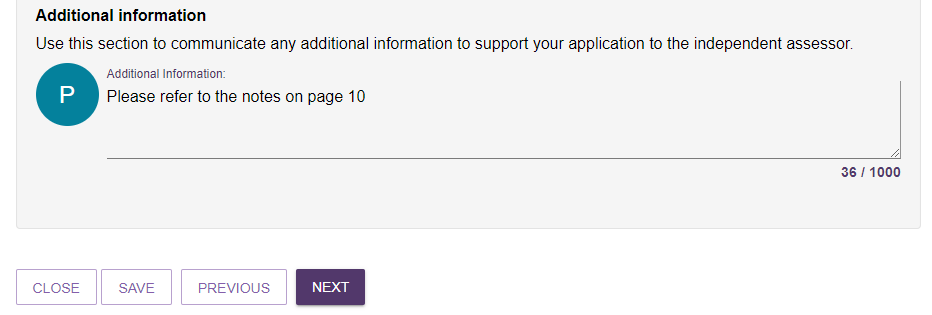 Additional information
Use this section to communicate any additional information to support your application to the independent assessor.
Additional Information:
P
Please refer to the notes on page 10
36 / 1000
CLOSE
SAVE
PREVIOUS
NEXT